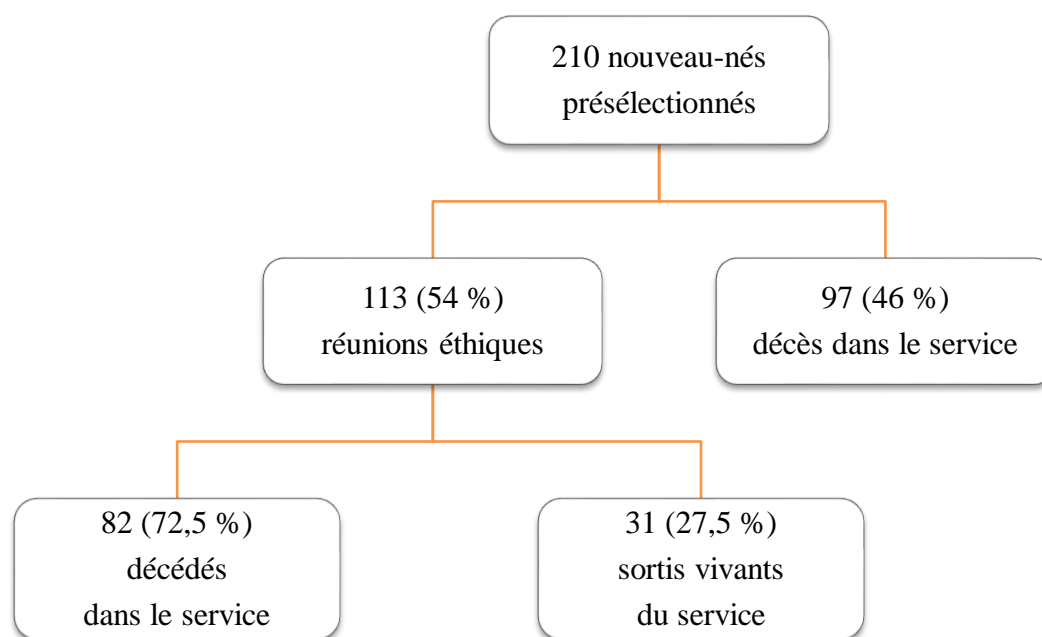 210 nouveau-nés
présélectionnés
113 (54 %)
réunions éthiques
97 (46 %)
décès dans le service
82 (72,5 %)
décédés
dans le service
31 (27,5 %)
sortis vivants
du service